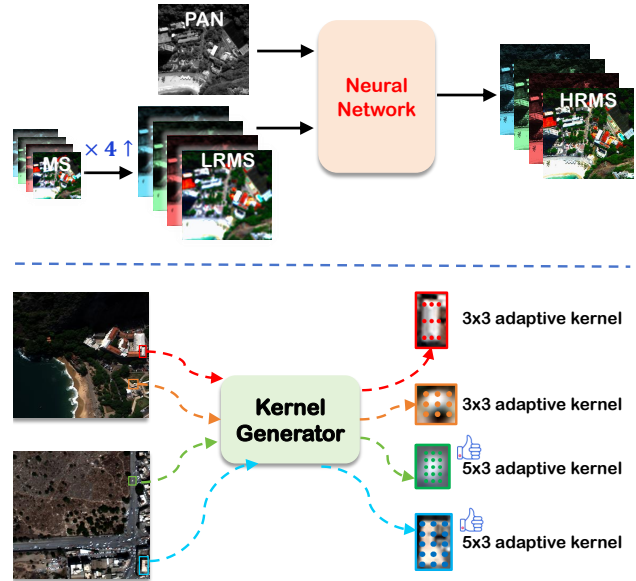 PAN
Neural
Network
HRMS
MS
× 4 ↑
LRMS
3x3 adaptive kernel
Kernel
Generator
3x3 adaptive kernel
5x3 adaptive kernel
5x3 adaptive kernel